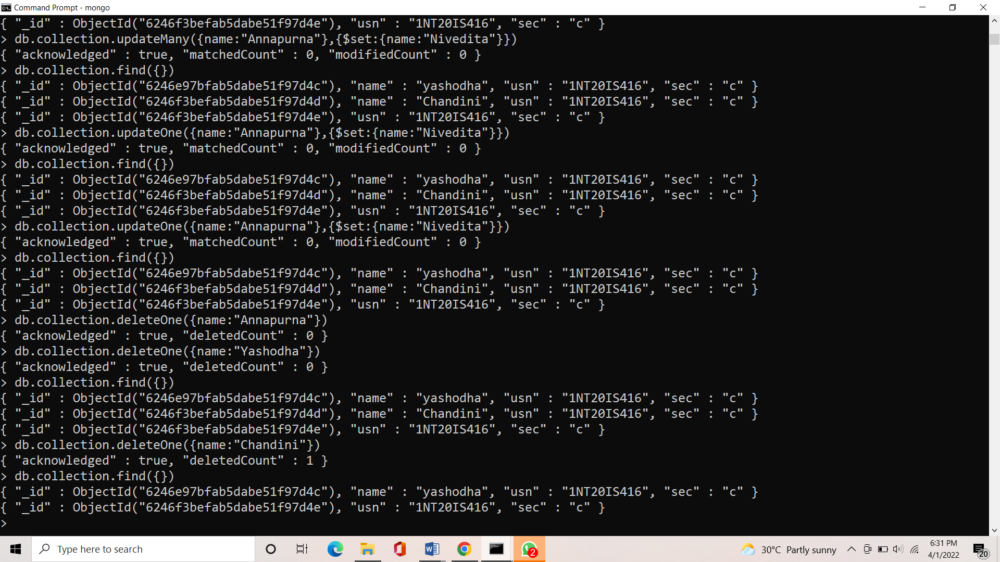 Command Prompt - mongo
{ "_id" : ObjectId("6246f3befab5dabe51f97d4e"), "usn" : "1NT20IS416", "sec" : "c" }
> db.collection.updateMany({name:"Annapurna"},{$set:{name:"Nivedita"}})
{ "acknowledged" : true, "matchedCount" : 0, "modifiedCount" : 0 }
> db.collection.find({})
{ "_id" : ObjectId("6246e97bfab5dabe51f97d4c"), "name" : "yashodha", "usn" : "1NT20IS416", "sec" : "c" }
{ "_id" : ObjectId("6246f3befab5dabe51f97d4d"), "name" : "Chandini", "usn" : "1NT20IS416", "sec" : "c" }
{ "_id" : ObjectId("6246f3befab5dabe51f97d4e"), "usn" : "1NT20IS416", "sec" : "c" }
> db.collection.updateOne({name:"Annapurna"},{$set:{name:"Nivedita"}})
{ "acknowledged" : true, "matchedCount" : 0, "modifiedCount" : 0 }
> db.collection.find({})
{ "_id" : ObjectId("6246e97bfab5dabe51f97d4c"), "name" : "yashodha", "usn" : "1NT20IS416", "sec" : "c" }
{ "_id" : ObjectId("6246f3befab5dabe51f97d4d"), "name" : "Chandini", "usn" : "1NT20IS416", "sec" : "c" }
{ "_id" : ObjectId("6246f3befab5dabe51f97d4e"), "usn" : "1NT20IS416", "sec" : "c" }
> db.collection.updateOne({name:"Annapurna"},{$set:{name:"Nivedita"}})
{ "acknowledged" : true, "matchedCount" : 0, "modifiedCount" : 0 }
> db.collection.find({})
{ "_id" : ObjectId("6246e97bfab5dabe51f97d4c"), "name" : "yashodha", "usn" : "1NT20IS416", "sec" : "c" }
{ "_id" : ObjectId("6246f3befab5dabe51f97d4d"), "name" : "Chandini", "usn" : "1NT20IS416", "sec" : "c" }
{ "_id" : ObjectId("6246f3befab5dabe51f97d4e"), "usn" : "1NT20IS416", "sec" : "c" }
> db.collection.deleteOne({name:"Annapurna"})
{ "acknowledged" : true, "deletedCount" : 0 }
> db.collection.deleteOne({name:"Yashodha"})
{ "acknowledged" : true, "deletedCount" : 0 }
> db.collection.find({})
{ "_id" : ObjectId("6246e97bfab5dabe51f97d4c"), "name" : "yashodha", "usn" : "1NT20IS416", "sec" : "c" }
{ "_id" : ObjectId("6246f3befab5dabe51f97d4d"), "name" : "Chandini", "usn" : "1NT20IS416", "sec" : "c" }
{ "_id" : ObjectId("6246f3befab5dabe51f97d4e"), "usn" : "1NT20IS416", "sec" : "c" }
> db.collection.deleteOne({name:"Chandini"})
{ "acknowledged" : true, "deletedCount" : 1 }
> db.collection.find({})
{ "_id" : ObjectId("6246e97bfab5dabe51f97d4c"), "name" : "yashodha", "usn" : "1NT20IS416", "sec" : "c" }
{ "_id" : ObjectId("6246f3befab5dabe51f97d4e"), "usn" : "1NT20IS416", "sec" : "c" }
>
Type here to search
2
30°C Partly sunny
6:31 PM
4/1/2022
20